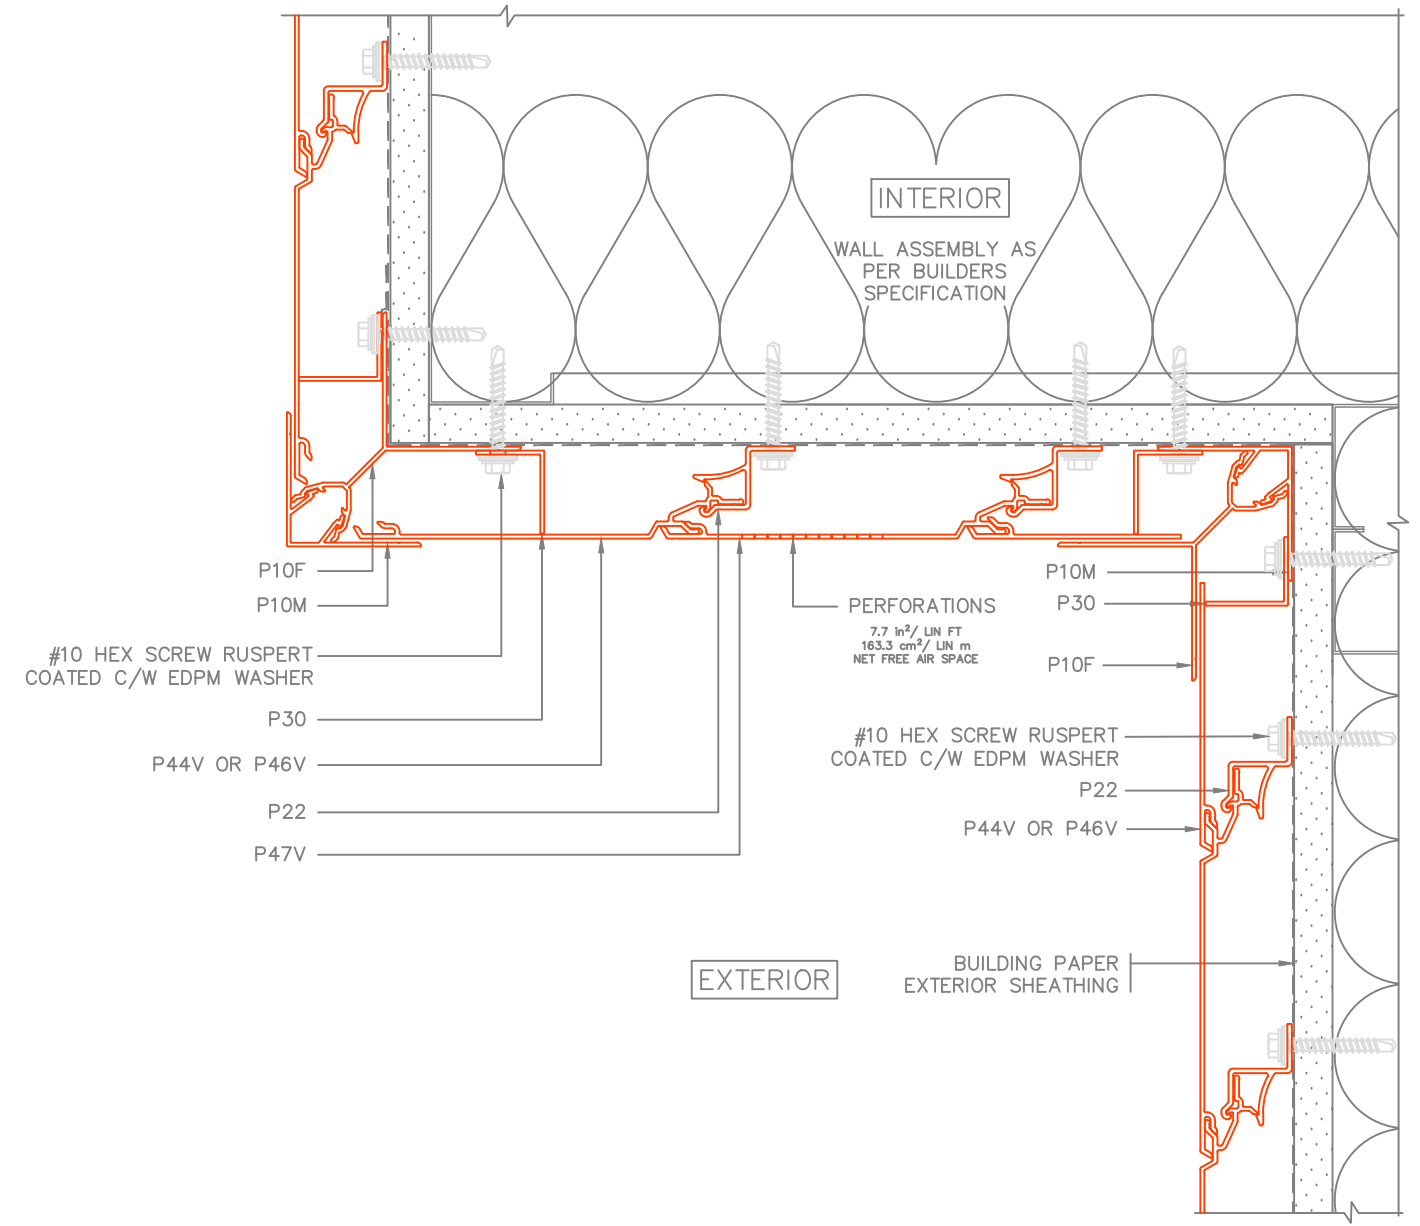 INTERIOR
WALL ASSEMBLY AS
PER BUILDERS
SPECIFICATION
P10F
P10M
#10 HEX SCREW RUSPERT
COATED C/W EDPM WASHER
P30
P44V OR P46V
P22
P47V
PERFORATIONS
7.7 in²/ LIN FT
163.3 cm²/ LIN m
NET FREE AIR SPACE
P10M
P30
P10F
#10 HEX SCREW RUSPERT
COATED C/W EDPM WASHER
P22
P44V OR P46V
EXTERIOR
BUILDING PAPER
EXTERIOR SHEATHING